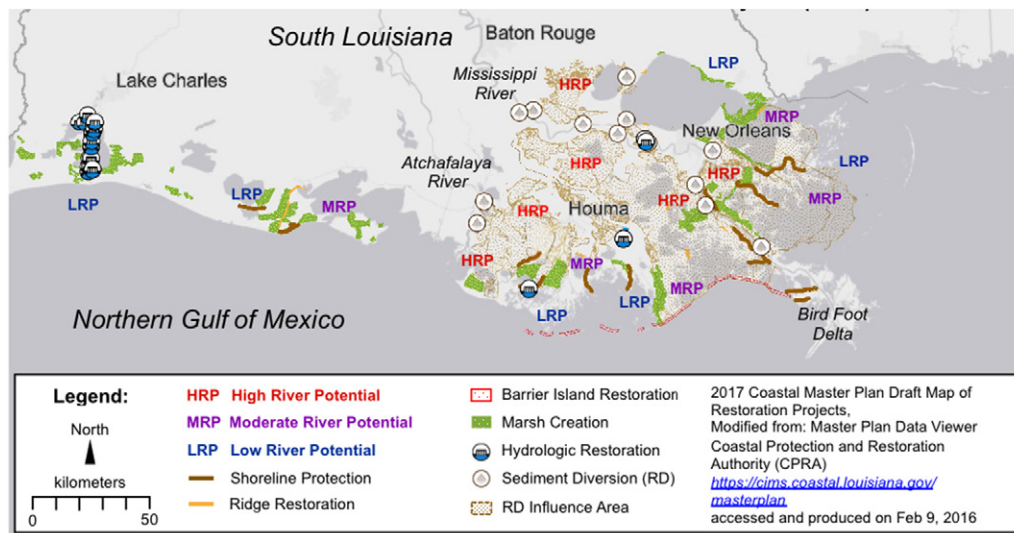 South Louisiana
Baton Rouge
LRP
Lake Charles
Mississippi
River
HRP
MRP
New Orleans
HRP
LRP
Atchafalaya
River
HRP
LRP
LRP
MRP
HRP
Houma
HRP
MRP
HRP
MRP
LRP
MRP
LRP
Northern Gulf of Mexico
Bird Foot
Delta
Legend:
North
kilometers
0 50
HRP High River Potential
MRP Moderate River Potential
LRP Low River Potential
Shoreline Protection
Ridge Restoration
Barrier Island Restoration
Marsh Creation
Hydrologic Restoration
Sediment Diversion (RD)
RD Influence Area
2017 Coastal Master Plan Draft Map of
Restoration Projects,
Modified from: Master Plan Data Viewer
Coastal Protection and Restoration
Authority (CPRA)
https://cims.coastal.louisiana.gov/
masterplan
accessed and produced on Feb 9, 2016